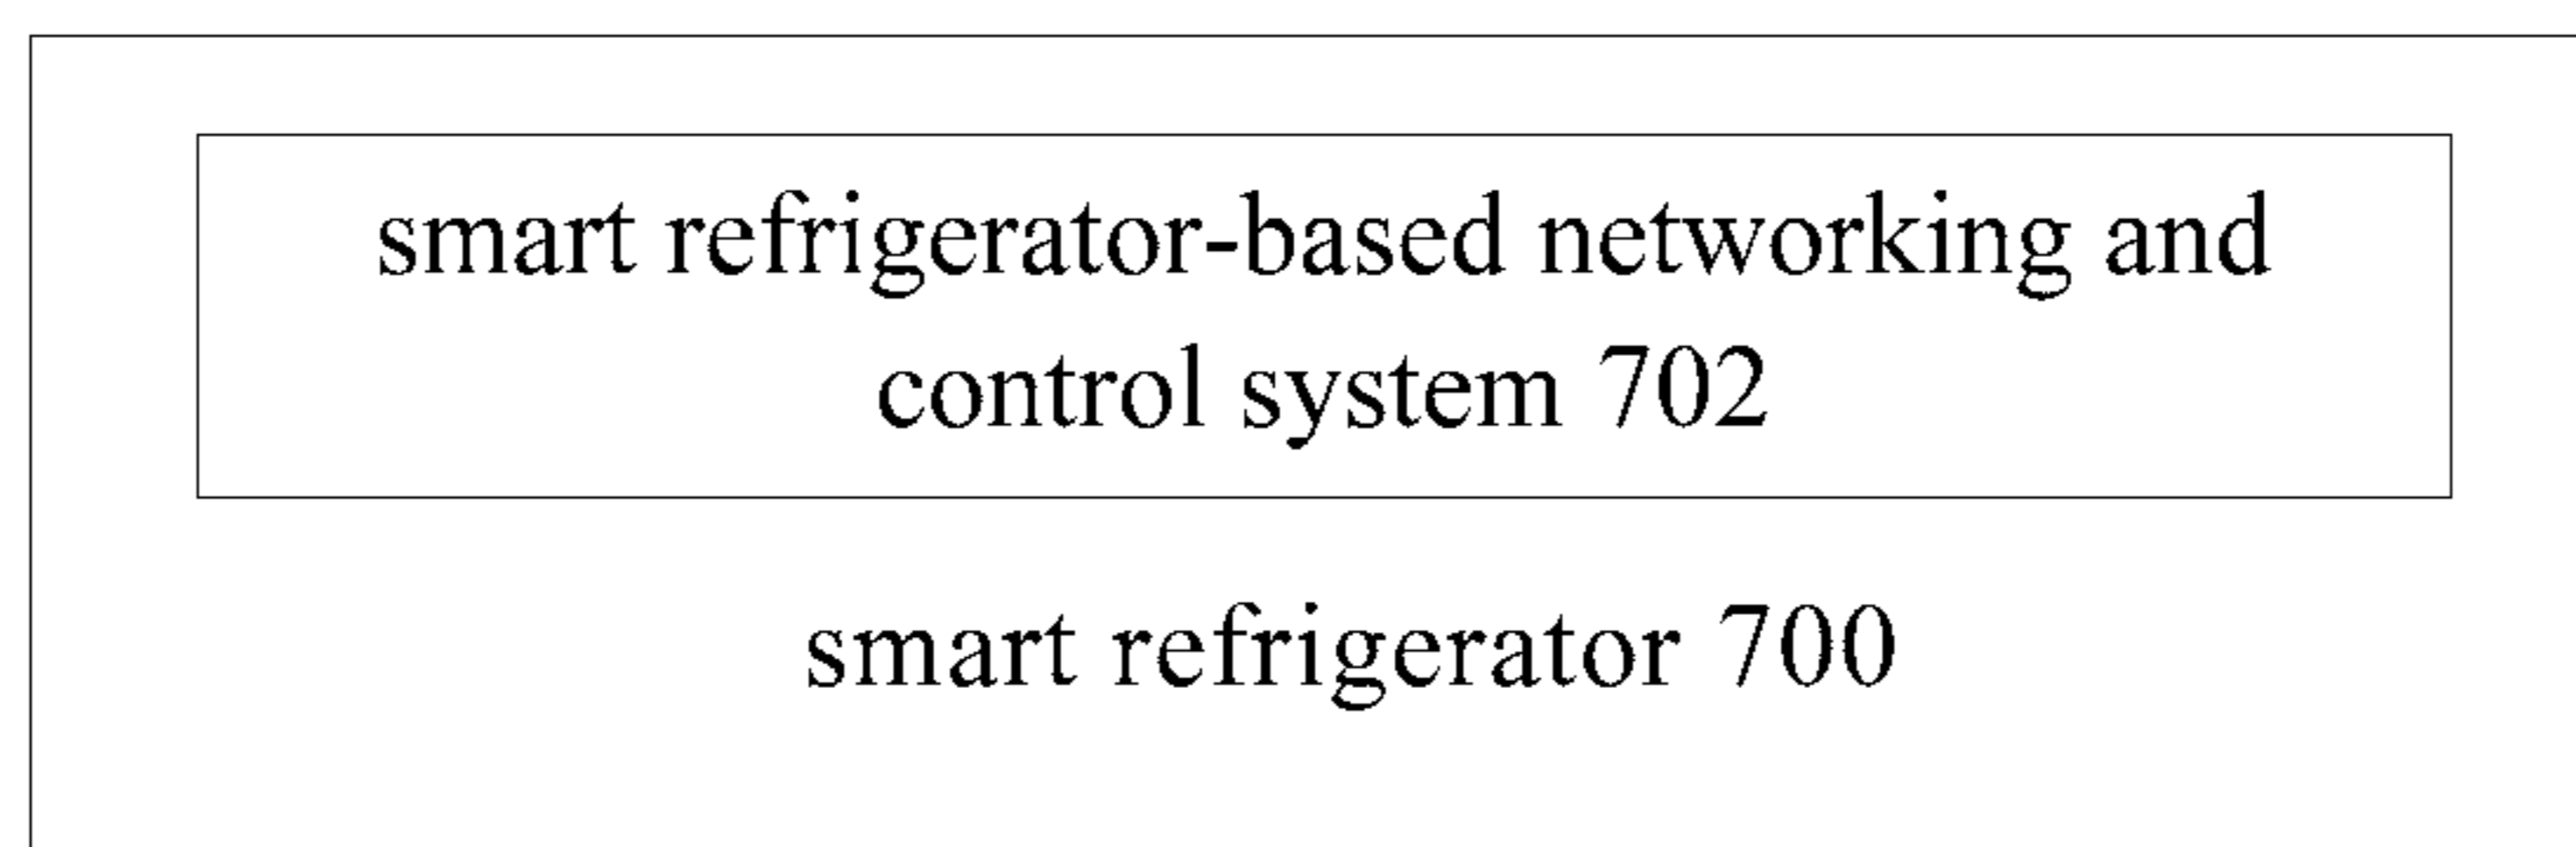 smart refrigerator-based networking and
control system 702
smart refrigerator 700